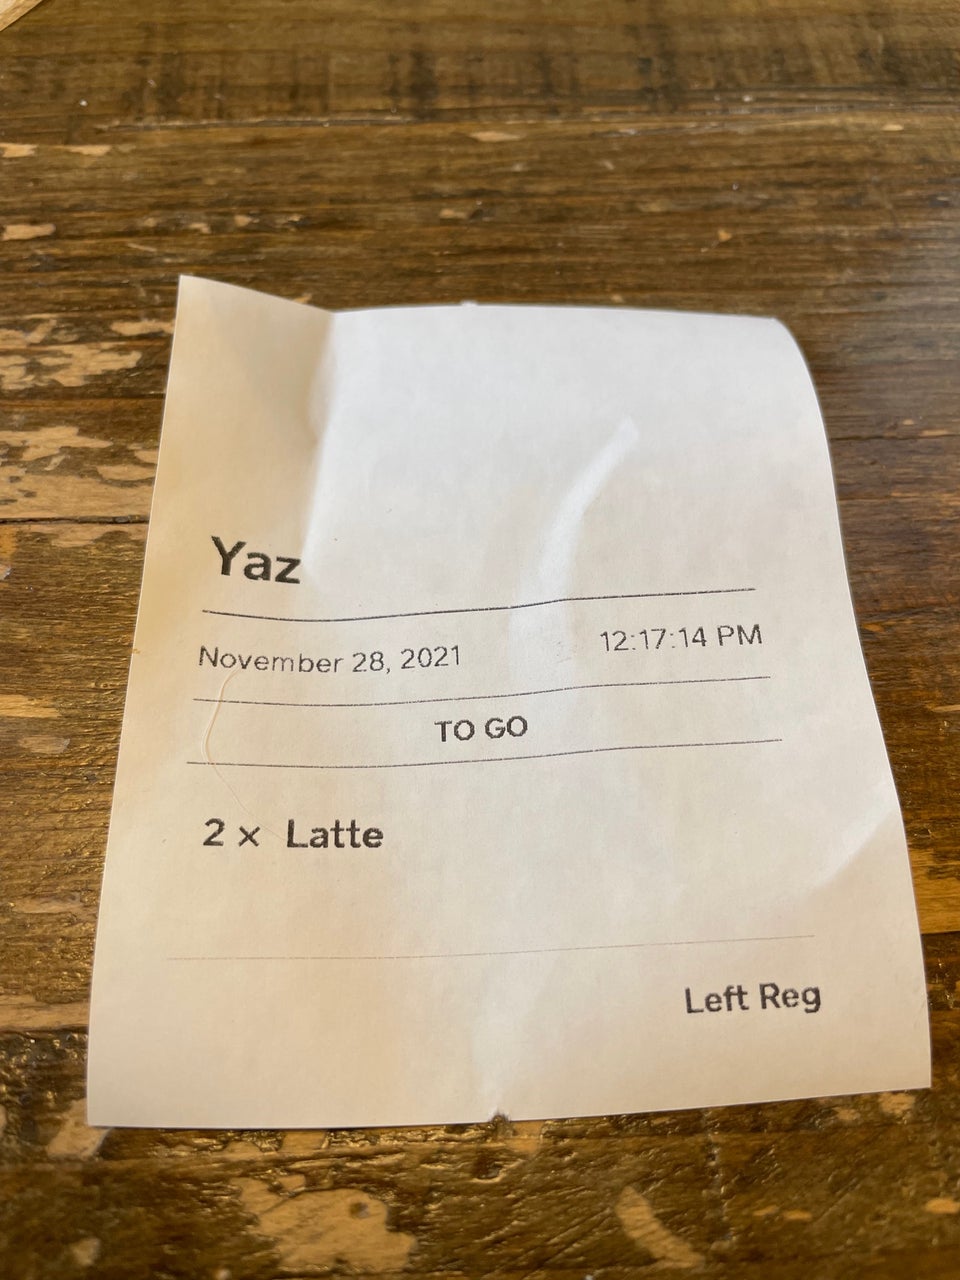 Yaz
November 28, 2021 12:17:14 PM
TO GO
2 x Latte
Left Reg